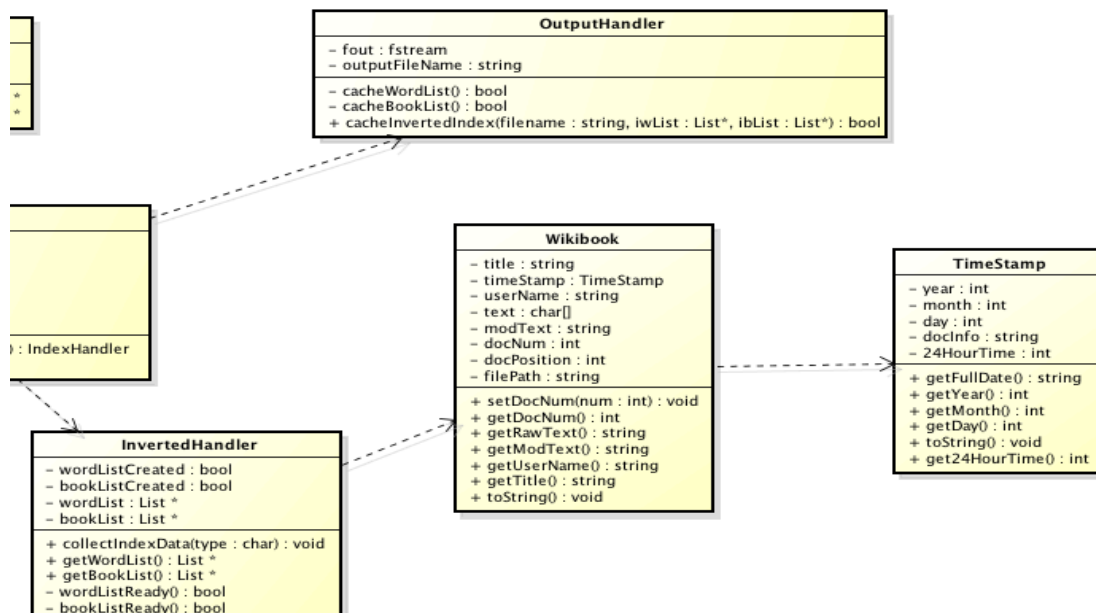 OutputHandler
- fout : fstream
- outputFileName : string
- cacheWordList() : bool
- cacheBookList() : bool
+ cacheInvertedIndex(filename : string, iwList : List*, ibList : List*) : bool
*
*
) : IndexHandler
Wikibook
- title : string
- timeStamp : TimeStamp
- userName : string
- text : char[]
- modText : string
- docNum : int
- docPosition : int
- filePath : string
+ setDocNum(num : int) : void
+ getDocNum() : int
+ getRawText() : string
+ getModText() : string
+ getUserName() : string
+ getTitle() : string
+ toString() : void
TimeStamp
- year : int
- month : int
- day : int
- docInfo : string
- 24HourTime : int
+ getFullDate() : string
+ getYear() : int
+ getMonth() : int
+ getDay() : int
+ toString() : void
+ get24HourTime() : int
InvertedHandler
- wordListCreated : bool
- bookListCreated : bool
- wordList : List *
- bookList : List *
+ collectIndexData(type : char) : void
+ getWordList() : List *
+ getBookList() : List *
- wordListReady() : bool
- bookListReady() : bool